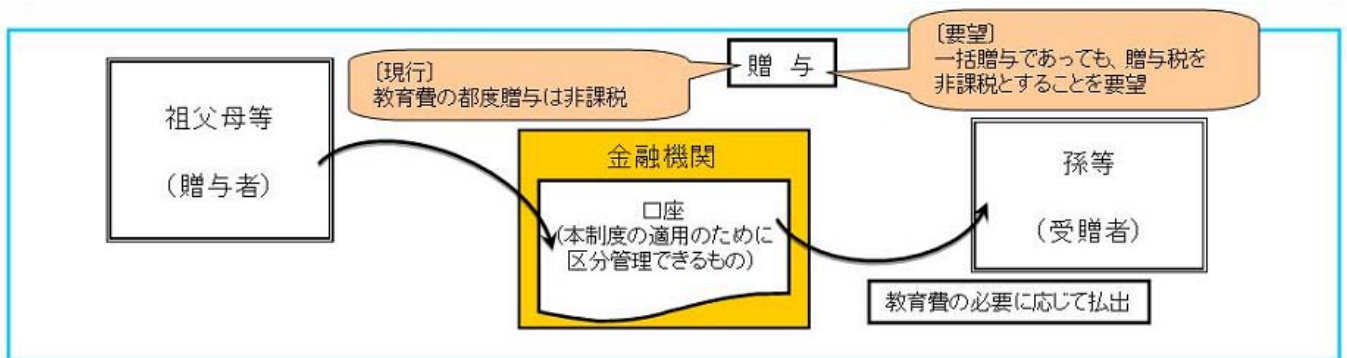 〔現行〕
教育費の都度贈与は非課税
贈 与
〔要望〕
一括贈与であっても、贈与税を
非課税とすることを要望
祖父母等
(贈与者)
金融機関
口座
(本制度の適用のために
区分管理できるもの)
孫等
(受贈者)
教育費の必要に応じて払出